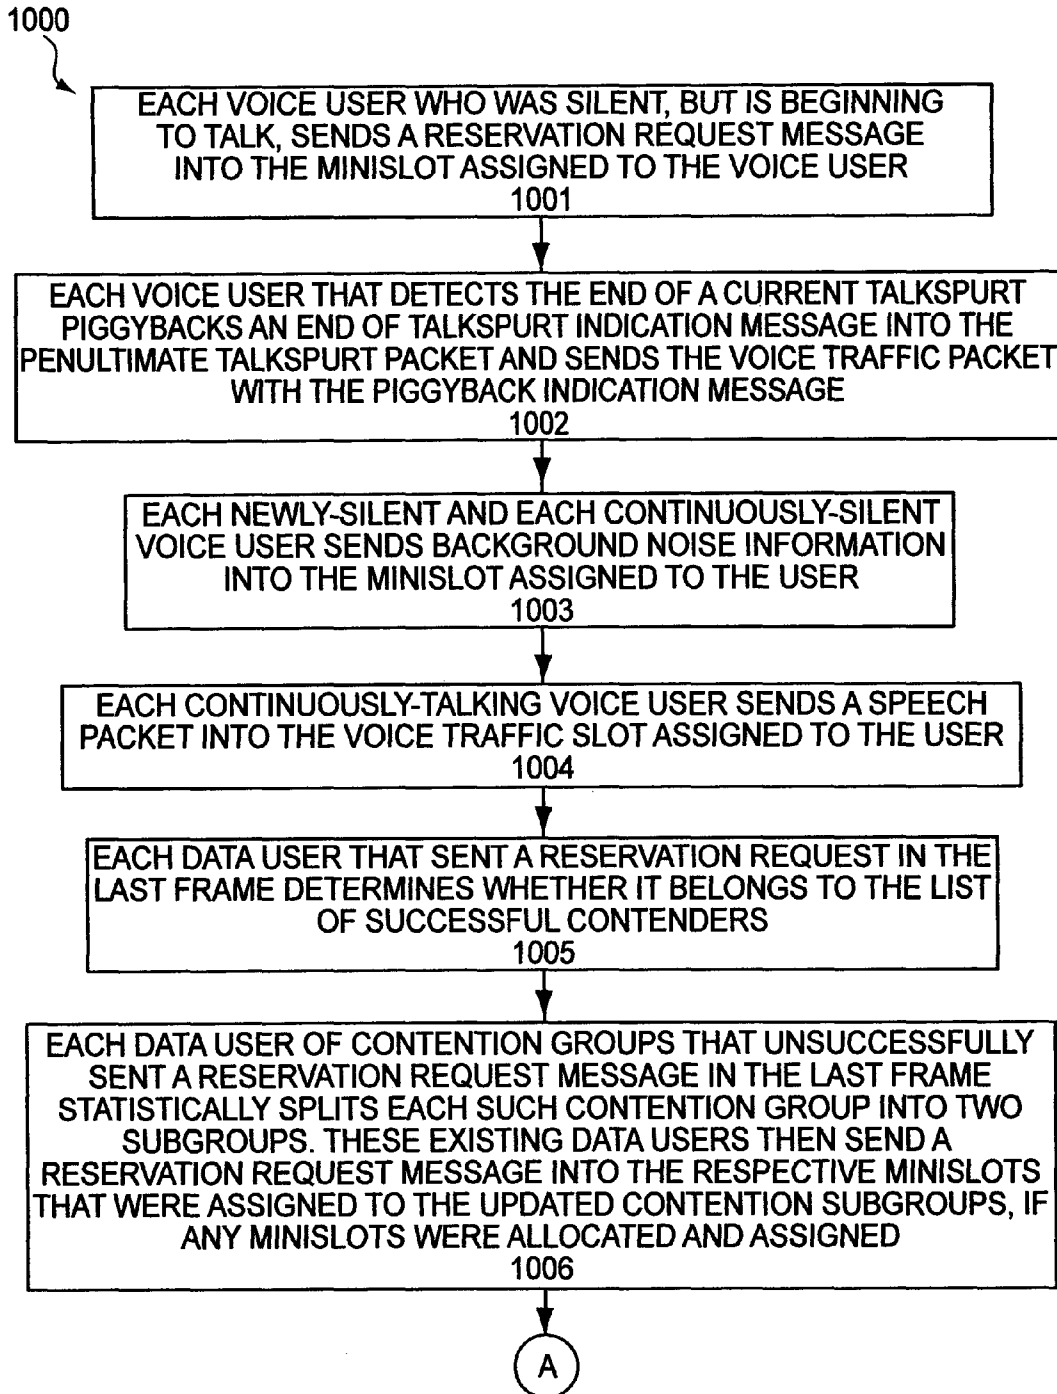 1000
EACH VOICE USER WHO WAS SILENT, BUT IS BEGINNING
TO TALK, SENDS A RESERVATION REQUEST MESSAGE
INTO THE MINISLOT ASSIGNED TO THE VOICE USER
1001
EACH VOICE USER THAT DETECTS THE END OF A CURRENT TALKSPURT
PIGGYBACKS AN END OF TALKSPURT INDICATION MESSAGE INTO THE
PENULTIMATE TALKSPURT PACKET AND SENDS THE VOICE TRAFFIC PACKET
WITH THE PIGGYBACK INDICATION MESSAGE
1002
EACH NEWLY-SILENT AND EACH CONTINUOUSLY-SILENT
VOICE USER SENDS BACKGROUND NOISE INFORMATION
INTO THE MINISLOT ASSIGNED TO THE USER
1003
EACH CONTINUOUSLY-TALKING VOICE USER SENDS A SPEECH
PACKET INTO THE VOICE TRAFFIC SLOT ASSIGNED TO THE USER
1004
EACH DATA USER THAT SENT A RESERVATION REQUEST IN THE
LAST FRAME DETERMINES WHETHER IT BELONGS TO THE LIST
OF SUCCESSFUL CONTENDERS
1005
EACH DATA USER OF CONTENTION GROUPS THAT UNSUCCESSFULLY
SENT A RESERVATION REQUEST MESSAGE IN THE LAST FRAME
STATISTICALLY SPLITS EACH SUCH CONTENTION GROUP INTO TWO
SUBGROUPS. THESE EXISTING DATA USERS THEN SEND A
RESERVATION REQUEST MESSAGE INTO THE RESPECTIVE MINISLOTS
THAT WERE ASSIGNED TO THE UPDATED CONTENTION SUBGROUPS, IF
ANY MINISLOTS WERE ALLOCATED AND ASSIGNED
1006
A